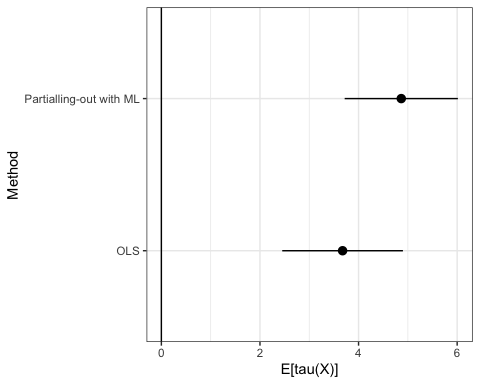 Partialling-out with ML
Method
OLS
0 2 4 6
E[tau(X)]